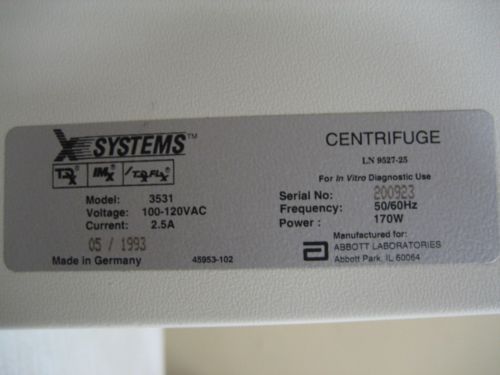 X SYSTEMS™
TDx IMx /TDxFLx
Model: 3531
Voltage: 100-120VAC
Current: 2.5A
05 / 1993
Made in Germany
45953-102
CENTRIFUGE
LN 9527-25
For In Vitro Diagnostic Use
Serial No: 200923
Frequency: 50/60Hz
Power : 170W
Manufactured for:
ABBOTT LABORATORIES
Abbott Park, IL 60064